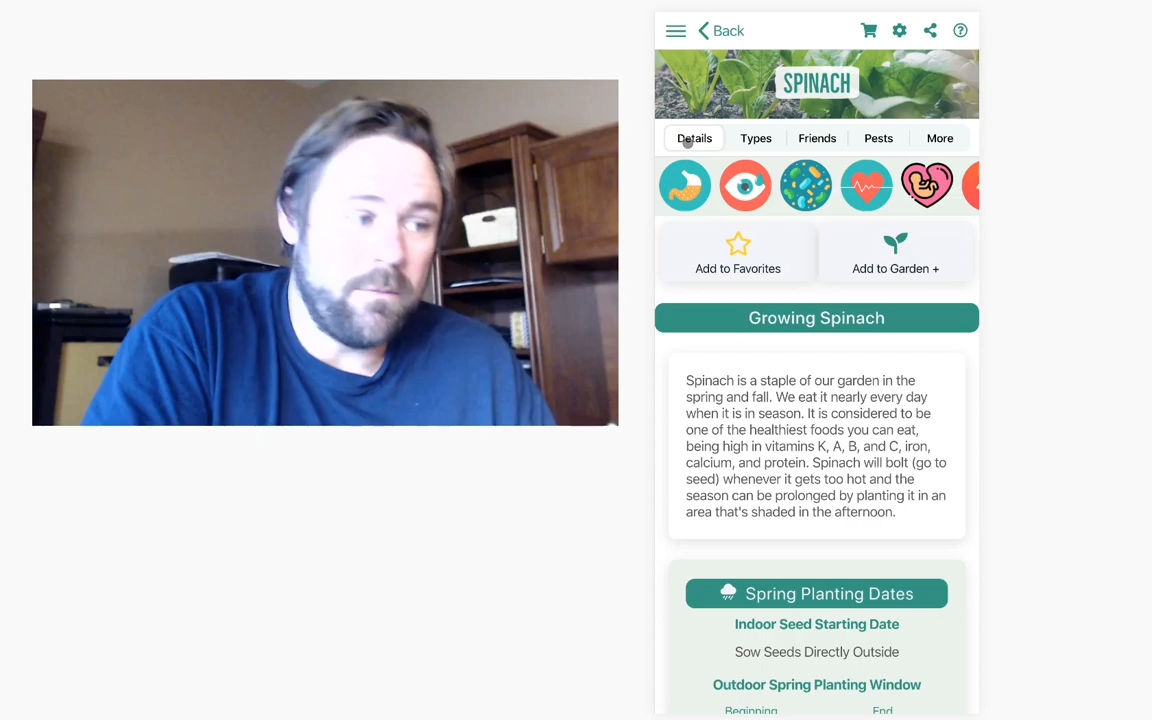 Back
SPINACH
Details Types Friends Pests More
Add to Favorites
Add to Garden +
Growing Spinach
Spinach is a staple of our garden in the
spring and fall. We eat it nearly every day
when it is in season. It is considered to be
one of the healthiest foods you can eat,
being high in vitamins K, A, B, and C, iron,
calcium, and protein. Spinach will bolt (go to
seed) whenever it gets too hot and the
season can be prolonged by planting it in an
area that's shaded in the afternoon.
Spring Planting Dates
Indoor Seed Starting Date
Sow Seeds Directly Outside
Outdoor Spring Planting Window
Beginning End